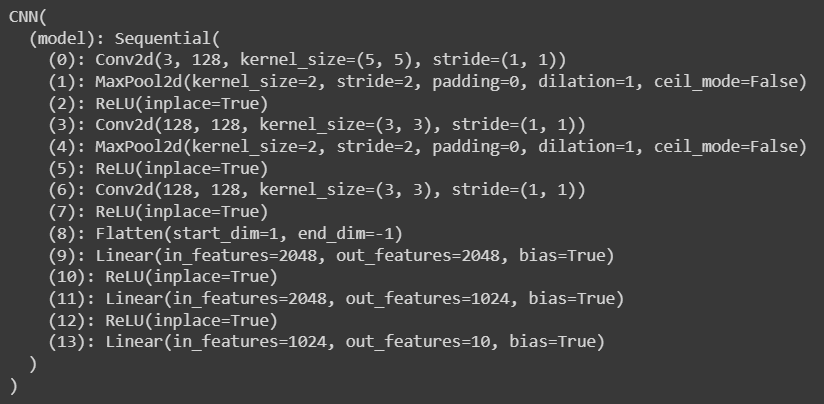 CNN(
  (model): Sequential(
    (0): Conv2d(3, 128, kernel_size=(5, 5), stride=(1, 1))
    (1): MaxPool2d(kernel_size=2, stride=2, padding=0, dilation=1, ceil_mode=False)
    (2): ReLU(inplace=True)
    (3): Conv2d(128, 128, kernel_size=(3, 3), stride=(1, 1))
    (4): MaxPool2d(kernel_size=2, stride=2, padding=0, dilation=1, ceil_mode=False)
    (5): ReLU(inplace=True)
    (6): Conv2d(128, 128, kernel_size=(3, 3), stride=(1, 1))
    (7): ReLU(inplace=True)
    (8): Flatten(start_dim=1, end_dim=-1)
    (9): Linear(in_features=2048, out_features=2048, bias=True)
    (10): ReLU(inplace=True)
    (11): Linear(in_features=2048, out_features=1024, bias=True)
    (12): ReLU(inplace=True)
    (13): Linear(in_features=1024, out_features=10, bias=True)
  )
)